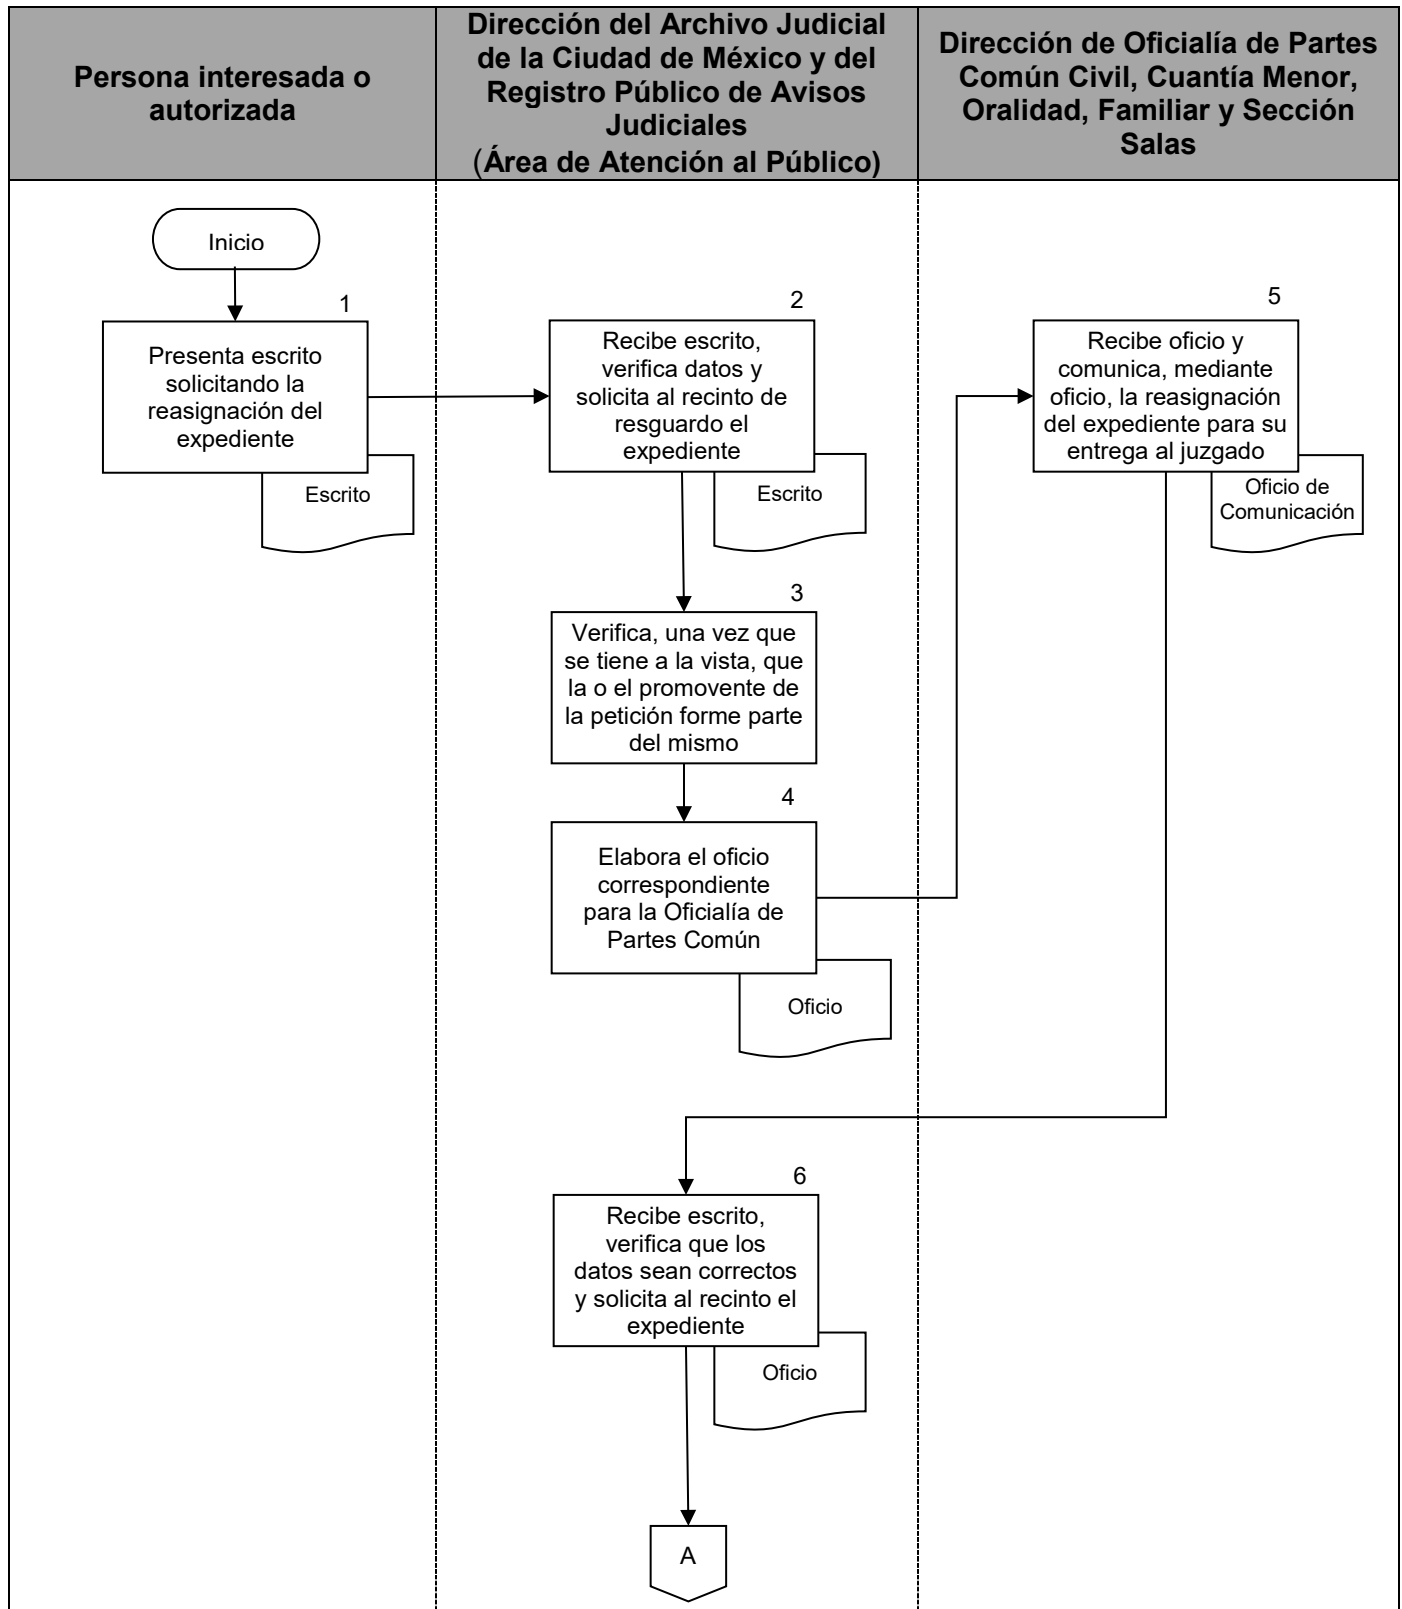 Persona interesada o
autorizada
Dirección del Archivo Judicial
de la Ciudad de México y del
Registro Público de Avisos
Judiciales
(Área de Atención al Público)
Dirección de Oficialía de Partes
Común Civil, Cuantía Menor,
Oralidad, Familiar y Sección
Salas
Inicio
1
Presenta escrito
solicitando la
reasignación del
expediente
Escrito
2
Recibe escrito,
verifica datos y
solicita al recinto de
resguardo el
expediente
Escrito
3
Verifica, una vez que
se tiene a la vista, que
la o el promovente de
la petición forme parte
del mismo
4
Elabora el oficio
correspondiente
para la Oficialía de
Partes Común
Oficio
5
Recibe oficio y
comunica, mediante
oficio, la reasignación
del expediente para su
entrega al juzgado
Oficio de
Comunicación
6
Recibe escrito,
verifica que los
datos sean correctos
y solicita al recinto el
expediente
Oficio
A